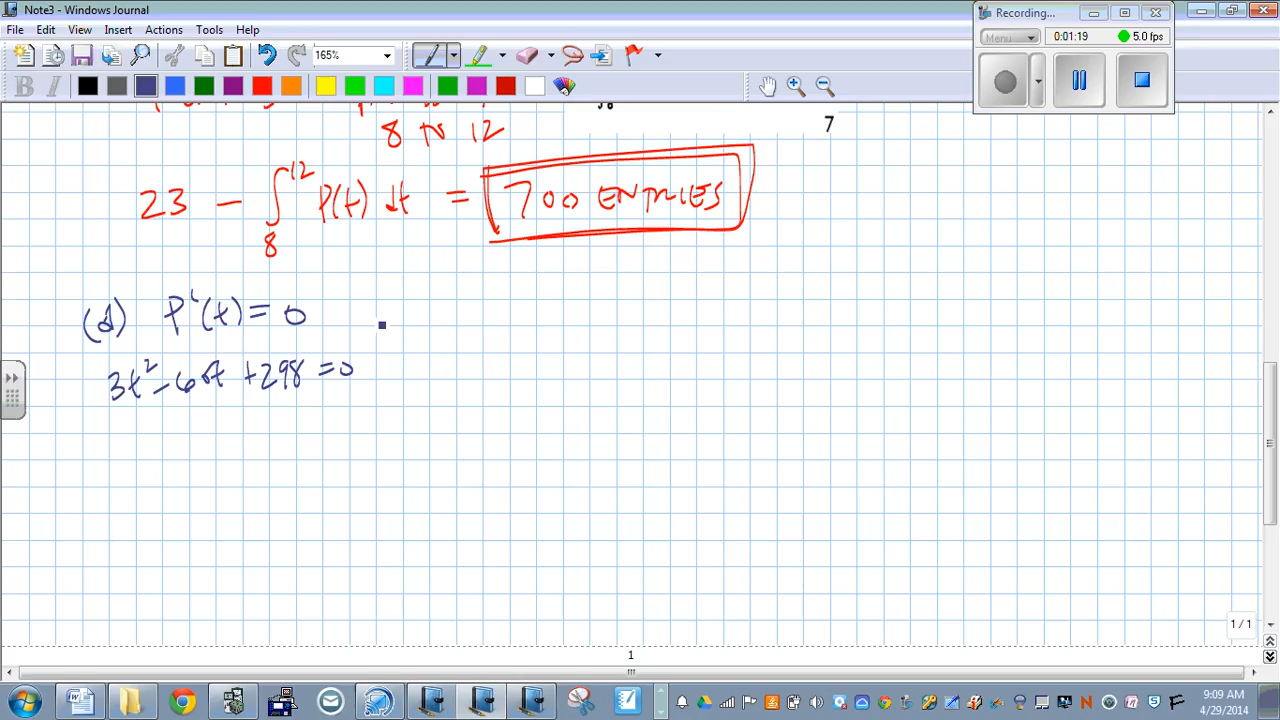 Note3 - Windows Journal
Recording...
File Edit View Insert Actions Tools Help
Menu 0:01:19 5.0 fps
165%
7
8 to 12
23 - ∫₈¹² P(t) dt = 700 ENTRIES
(d) P'(t) = 0
3t² - 60t + 298 = 0
1 / 1
1
9:09 AM
4/29/2014